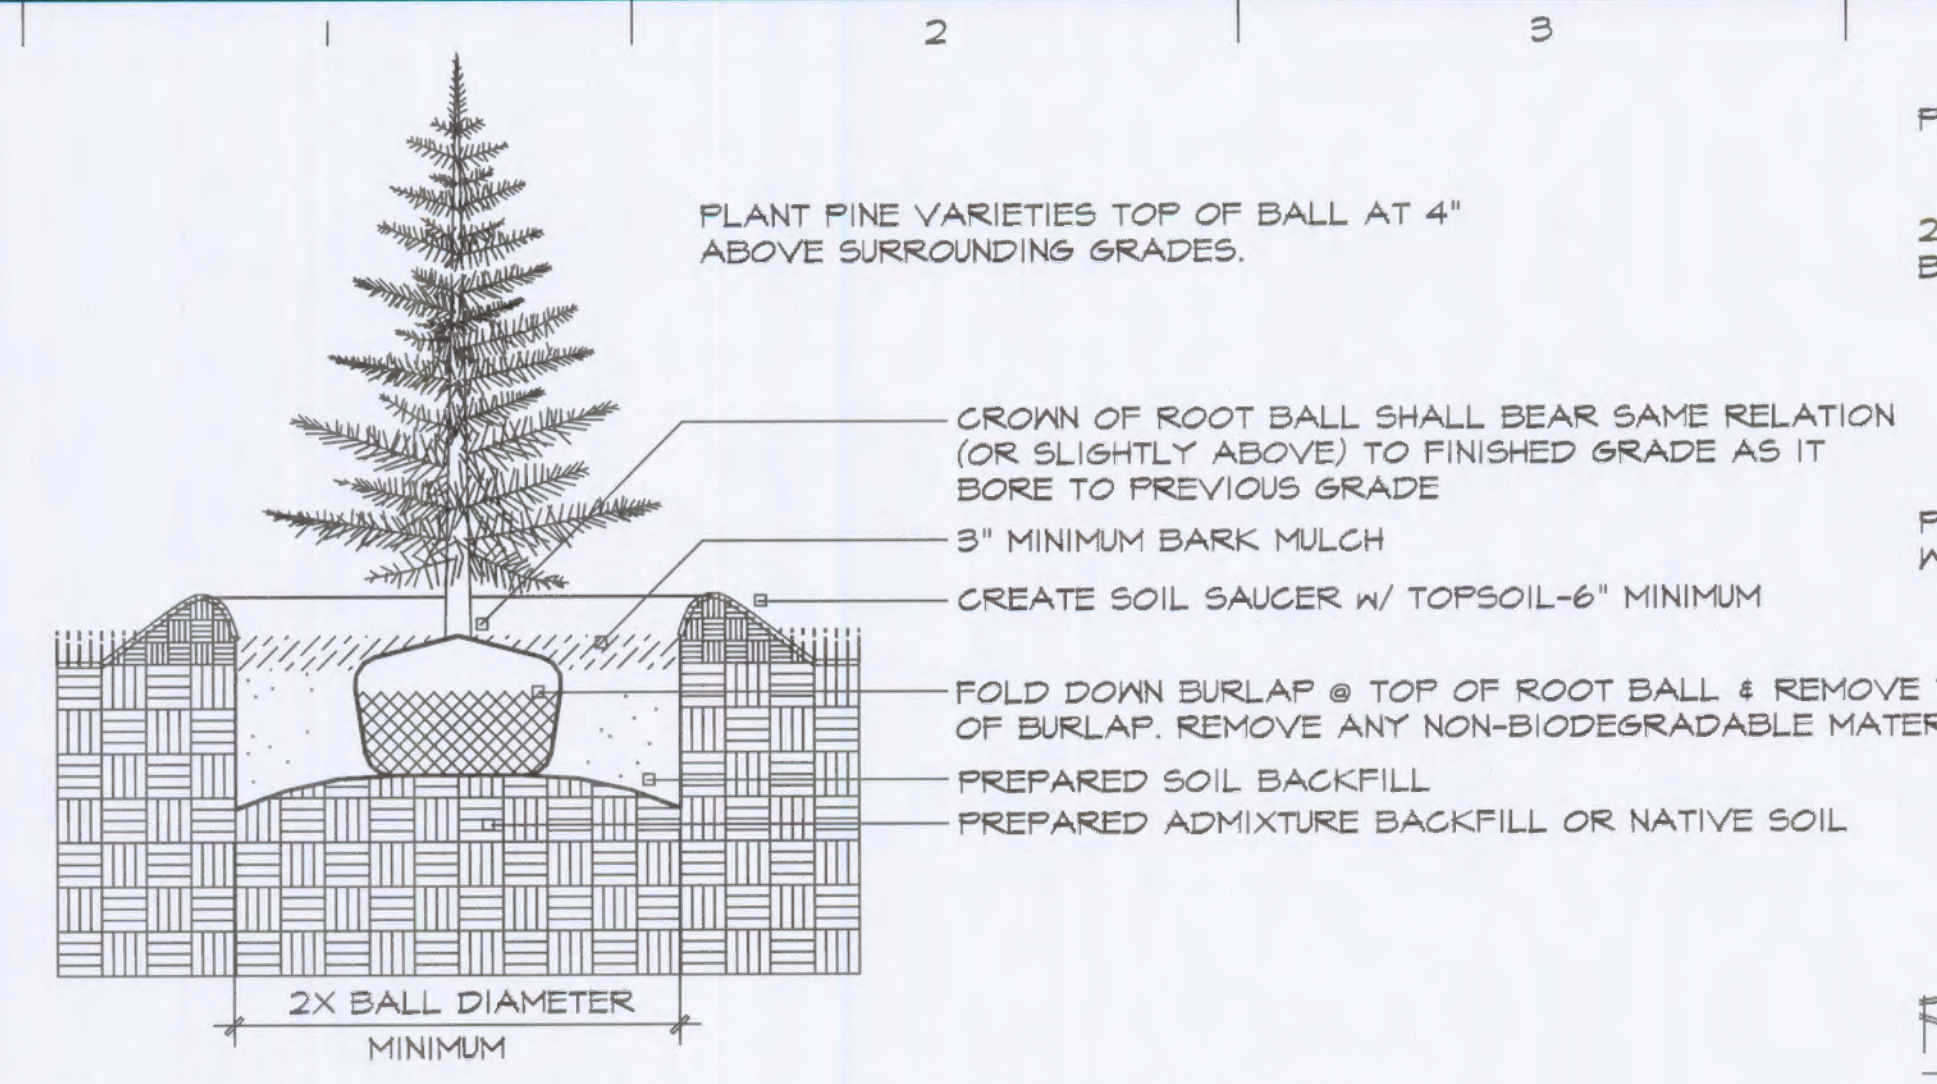 2
3
PLANT PINE VARIETIES TOP OF BALL AT 4"
ABOVE SURROUNDING GRADES.
CROWN OF ROOT BALL SHALL BEAR SAME RELATION
(OR SLIGHTLY ABOVE) TO FINISHED GRADE AS IT
BORE TO PREVIOUS GRADE
3" MINIMUM BARK MULCH
CREATE SOIL SAUCER W/ TOPSOIL-6" MINIMUM
FOLD DOWN BURLAP @ TOP OF ROOT BALL & REMOVE
OF BURLAP. REMOVE ANY NON-BIODEGRADABLE MATER
PREPARED SOIL BACKFILL
PREPARED ADMIXTURE BACKFILL OR NATIVE SOIL
2X BALL DIAMETER
MINIMUM